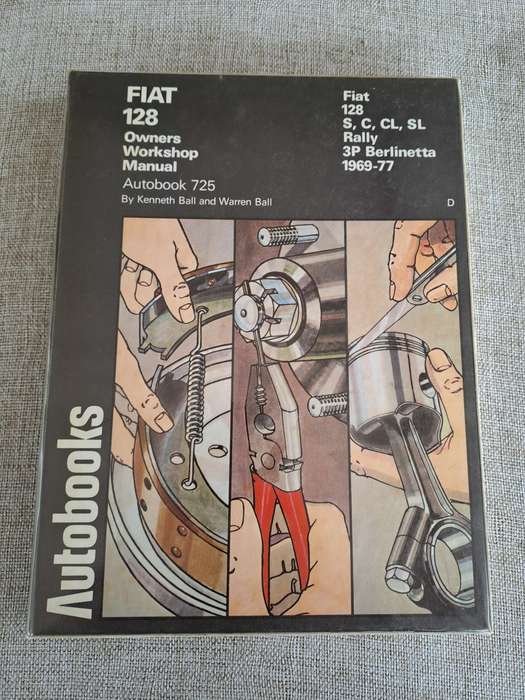 FIAT
128
Owners
Workshop
Manual
Autobook 725
By Kenneth Ball and Warren Ball
Fiat
128
S, C, CL, SL
Rally
3P Berlinetta
1969-77
D
Autobooks